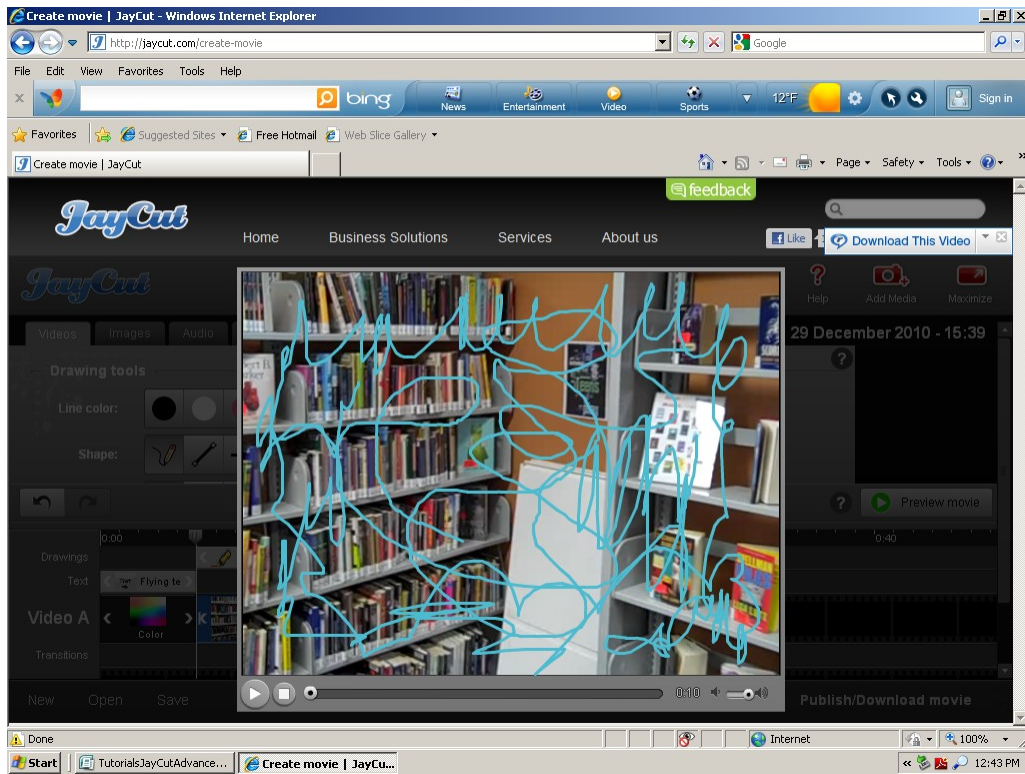 Create movie | JayCut - Windows Internet Explorer
http://jaycut.com/create-movie
Google
File Edit View Favorites Tools Help
bing News Entertainment Video Sports 12°F Sign in
Favorites Suggested Sites Free Hotmail Web Slice Gallery
Create movie | JayCut Page Safety Tools
feedback
JayCut
Home Business Solutions Services About us
Like Download This Video
JayCut Help Add Media Maximize
Videos Images Audio 29 December 2010 - 15:39
Drawing tools
Line color:
Shape:
Preview movie
0:00 0:40
Drawings
Text Flying te
Video A Color
Transitions
0:10
New Open Save Publish/Download movie
Done Internet 100%
Start TutorialsJayCutAdvance... Create movie | JayCu... 12:43 PM